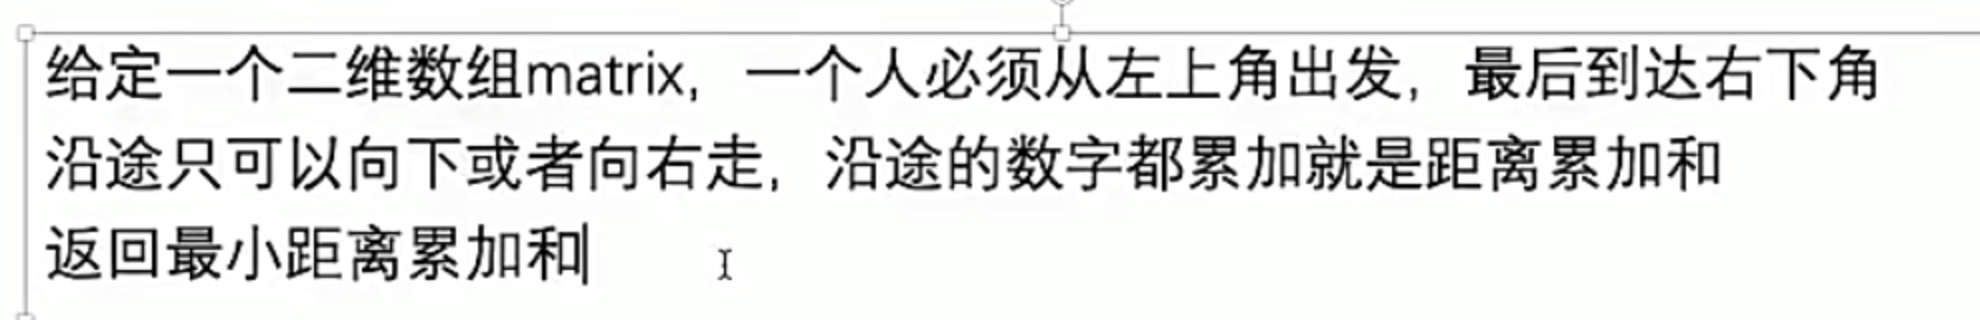 给定一个二维数组matrix，一个人必须从左上角出发，最后到达右下角
沿途只可以向下或者向右走，沿途的数字都累加就是距离累加和
返回最小距离累加和